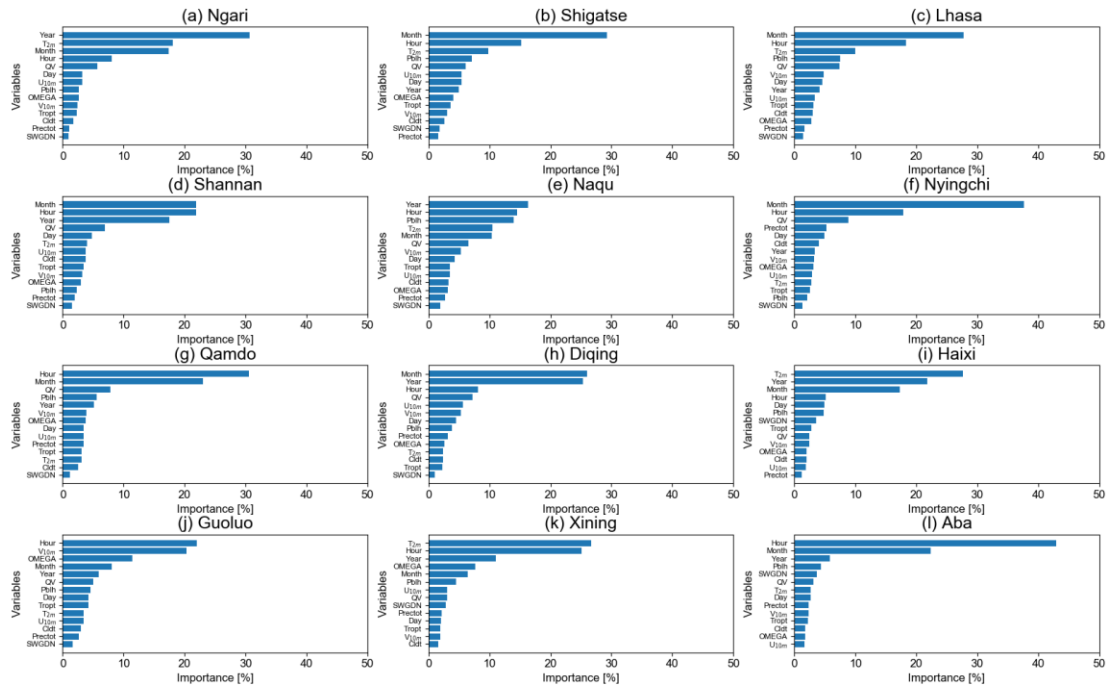 (a) Ngari
Variables
Year
T2m
Month
Hour
QV
Day
U10m
Pblh
OMEGA
V10m
Tropt
Cldt
Prectot
SWGDN
0 10 20 30 40 50
Importance [%]
(b) Shigatse
Variables
Month
Hour
T2m
Pblh
QV
U10m
Day
Year
OMEGA
Tropt
V10m
Cldt
SWGDN
Prectot
0 10 20 30 40 50
Importance [%]
(c) Lhasa
Variables
Month
Hour
T2m
Pblh
QV
V10m
Day
Year
U10m
Tropt
Cldt
OMEGA
Prectot
SWGDN
0 10 20 30 40 50
Importance [%]
(d) Shannan
Variables
Month
Hour
Year
QV
Day
T2m
U10m
Cldt
Tropt
V10m
OMEGA
Pblh
Prectot
SWGDN
0 10 20 30 40 50
Importance [%]
(e) Naqu
Variables
Year
Hour
Pblh
T2m
Month
QV
V10m
Day
Tropt
U10m
Cldt
OMEGA
Prectot
SWGDN
0 10 20 30 40 50
Importance [%]
(f) Nyingchi
Variables
Month
Hour
QV
Prectot
Day
Cldt
Year
V10m
OMEGA
U10m
T2m
Tropt
Pblh
SWGDN
0 10 20 30 40 50
Importance [%]
(g) Qamdo
Variables
Hour
Month
QV
Pblh
Year
V10m
OMEGA
Day
U10m
Prectot
Tropt
T2m
Cldt
SWGDN
0 10 20 30 40 50
Importance [%]
(h) Diqing
Variables
Month
Year
Hour
QV
U10m
V10m
Day
Pblh
Prectot
OMEGA
T2m
Cldt
Tropt
SWGDN
0 10 20 30 40 50
Importance [%]
(i) Haixi
Variables
T2m
Year
Month
Hour
Day
Pblh
SWGDN
Tropt
QV
V10m
OMEGA
Cldt
U10m
Prectot
0 10 20 30 40 50
Importance [%]
(j) Guoluo
Variables
Hour
V10m
OMEGA
Month
Year
QV
Pblh
Day
Tropt
T2m
U10m
Cldt
Prectot
SWGDN
0 10 20 30 40 50
Importance [%]
(k) Xining
Variables
T2m
Hour
Year
OMEGA
Month
Pblh
U10m
QV
SWGDN
Prectot
Day
Tropt
V10m
Cldt
0 10 20 30 40 50
Importance [%]
(l) Aba
Variables
Hour
Month
Year
Pblh
SWGDN
QV
T2m
Day
Prectot
V10m
Tropt
Cldt
OMEGA
U10m
0 10 20 30 40 50
Importance [%]